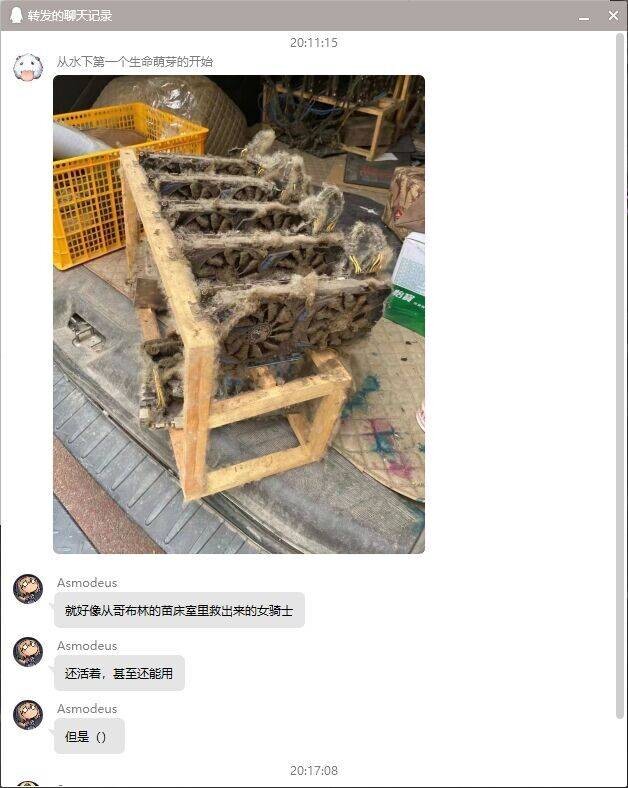 转发的聊天记录
20:11:15
从水下第一个生命萌芽的开始
怡寶
Asmodeus
就好像从哥布林的苗床室里救出来的女骑士
Asmodeus
还活着，甚至还能用
Asmodeus
但是（）
20:17:08